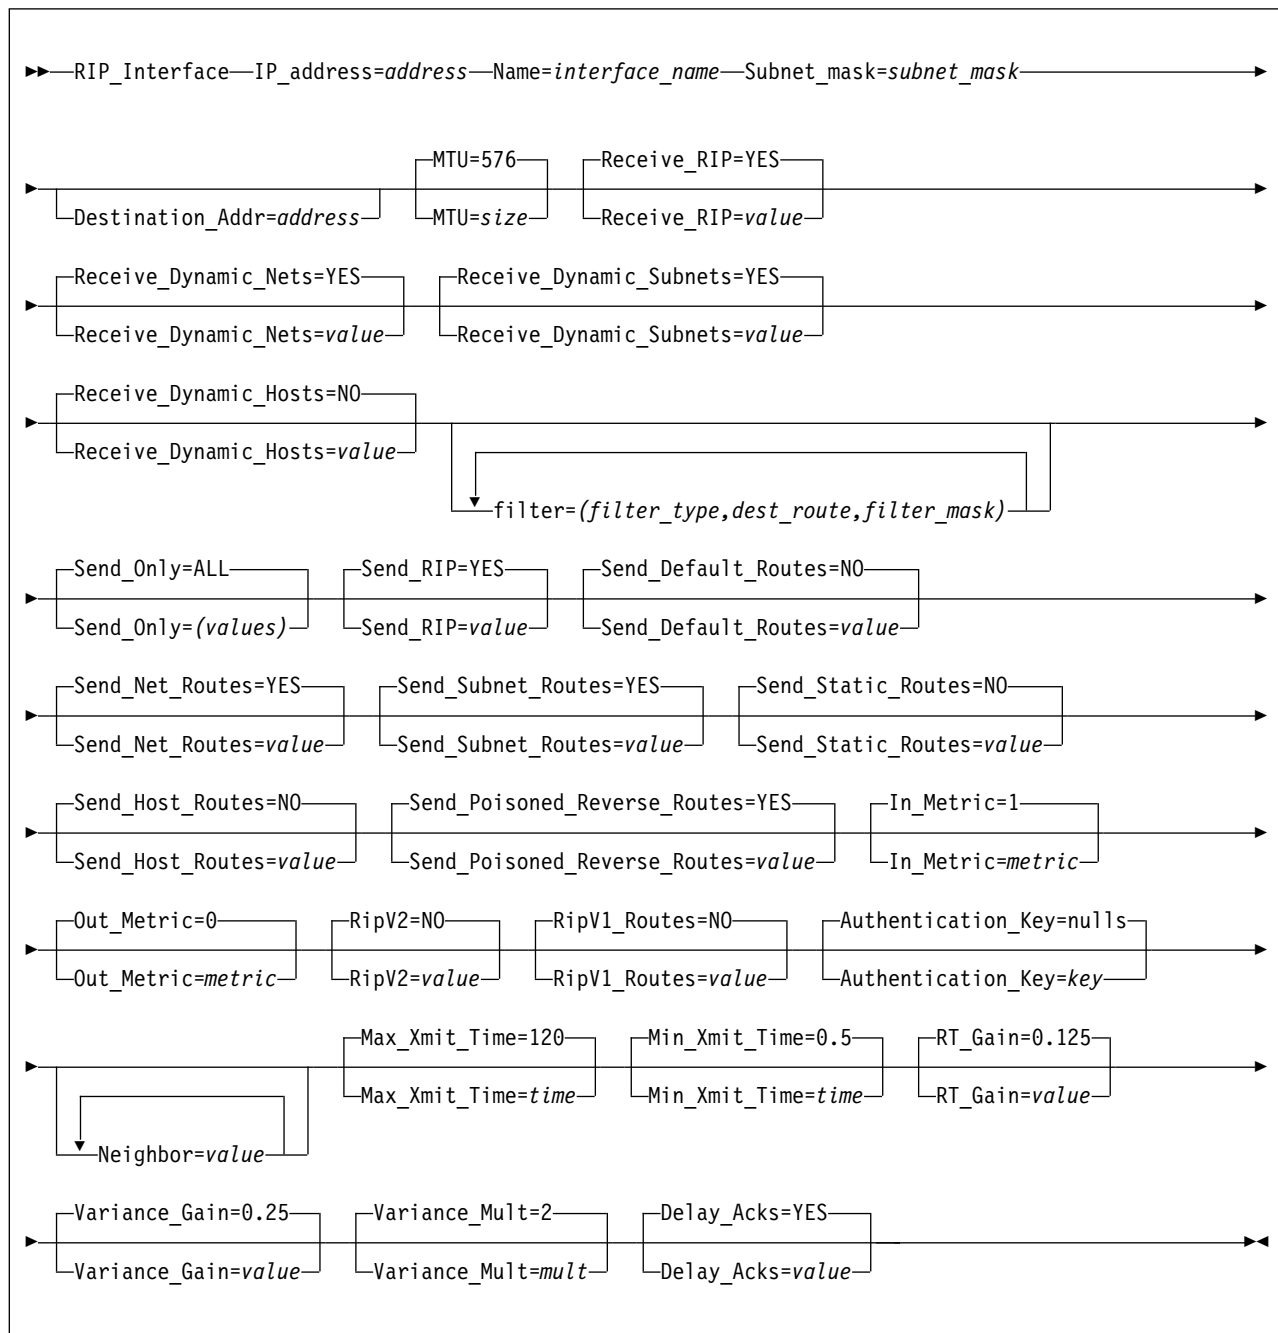 RIP_Interface IP_address=address Name=interface_name Subnet_mask=subnet_mask
MTU=576 Receive_RIP=YES
Destination_Addr=address MTU=size Receive_RIP=value
Receive_Dynamic_Nets=YES Receive_Dynamic_Subnets=YES
Receive_Dynamic_Nets=value Receive_Dynamic_Subnets=value
Receive_Dynamic_Hosts=NO
Receive_Dynamic_Hosts=value
filter=(filter_type,dest_route,filter_mask)
Send_Only=ALL Send_RIP=YES Send_Default_Routes=NO
Send_Only=(values) Send_RIP=value Send_Default_Routes=value
Send_Net_Routes=YES Send_Subnet_Routes=YES Send_Static_Routes=NO
Send_Net_Routes=value Send_Subnet_Routes=value Send_Static_Routes=value
Send_Host_Routes=NO Send_Poisoned_Reverse_Routes=YES In_Metric=1
Send_Host_Routes=value Send_Poisoned_Reverse_Routes=value In_Metric=metric
Out_Metric=0 RipV2=NO RipV1_Routes=NO Authentication_Key=nulls
Out_Metric=metric RipV2=value RipV1_Routes=value Authentication_Key=key
Max_Xmit_Time=120 Min_Xmit_Time=0.5 RT_Gain=0.125
Max_Xmit_Time=time Min_Xmit_Time=time RT_Gain=value
Neighbor=value
Variance_Gain=0.25 Variance_Mult=2 Delay_Acks=YES
Variance_Gain=value Variance_Mult=mult Delay_Acks=value